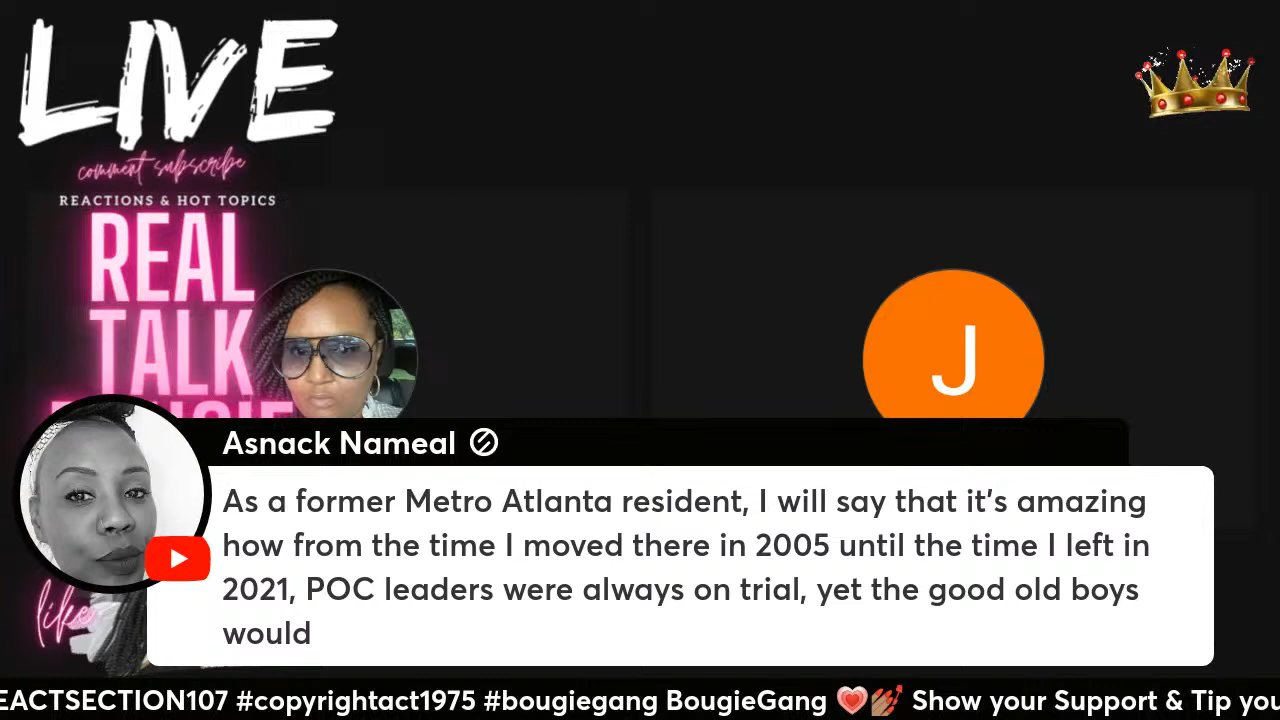 LIVE
comment subscribe
REACTIONS & HOT TOPICS
REAL
TALK
J
Asnack Nameal
As a former Metro Atlanta resident, I will say that it's amazing
how from the time I moved there in 2005 until the time I left in
2021, POC leaders were always on trial, yet the good old boys
would
like
EACTSECTION107 #copyrightact1975 #bougiegang BougieGang 💗💅🏽 Show your Support & Tip you